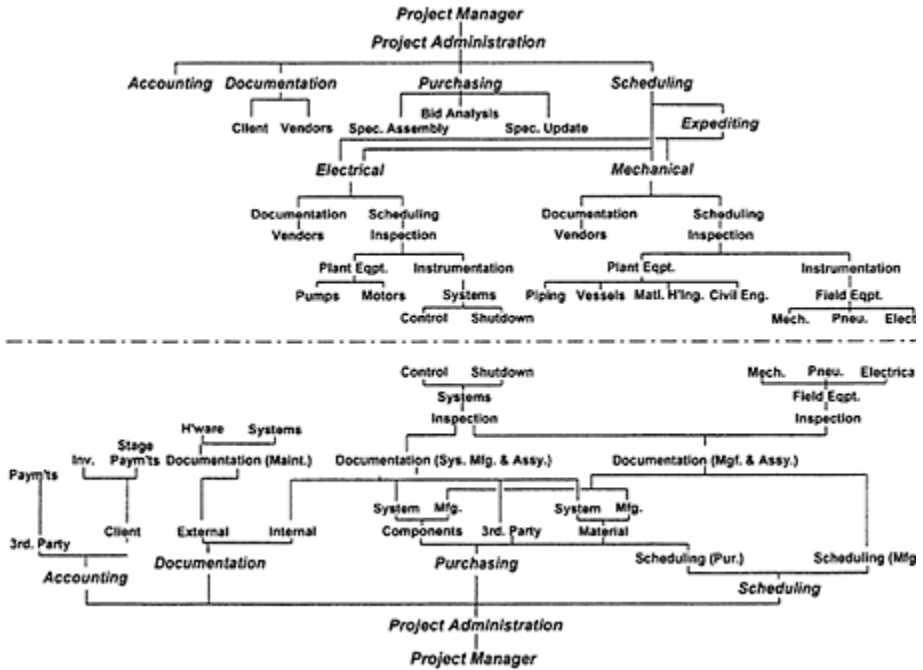 Project Manager
Project Administration
Accounting Documentation Purchasing Scheduling
Bid Analysis
Client Vendors Spec. Assembly Spec. Update Expediting
Electrical Mechanical
Documentation Scheduling Documentation Scheduling
Vendors Inspection Vendors Inspection
Plant Eqpt. Instrumentation Plant Eqpt. Instrumentation
Pumps Motors Systems Piping Vessels Matl. H'lng. Civil Eng. Field Eqpt.
Control Shutdown Mech. Pneu. Elect
Control Shutdown Mech. Pneu. Electrica
Systems Field Eqpt.
Inspection Inspection
H'ware Systems
Stage
Inv. Paym'ts Documentation (Maint.) Documentation (Sys. Mfg. & Assy.) Documentation (Mgf. & Assy.)
Paym'ts
System Mfg. System Mfg.
3rd. Party Client External Internal Components 3rd. Party Material
Scheduling (Pur.) Scheduling (Mfg
Accounting Documentation Purchasing Scheduling
Project Administration
Project Manager